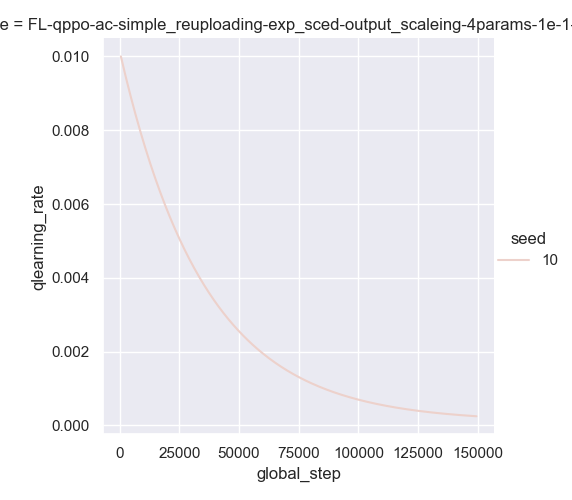 e = FL-qppo-ac-simple_reuploading-exp_sced-output_scaleing-4params-1e-1-
0.010
0.008
0.006
0.004
0.002
0.000
qlearning_rate
0 25000 50000 75000 100000 125000 150000
global_step
seed
10